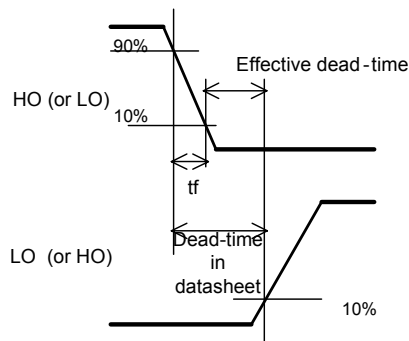 90%
Effective dead-time
HO (or LO)
10%
tf
Dead-time
in
datasheet
LO (or HO)
10%